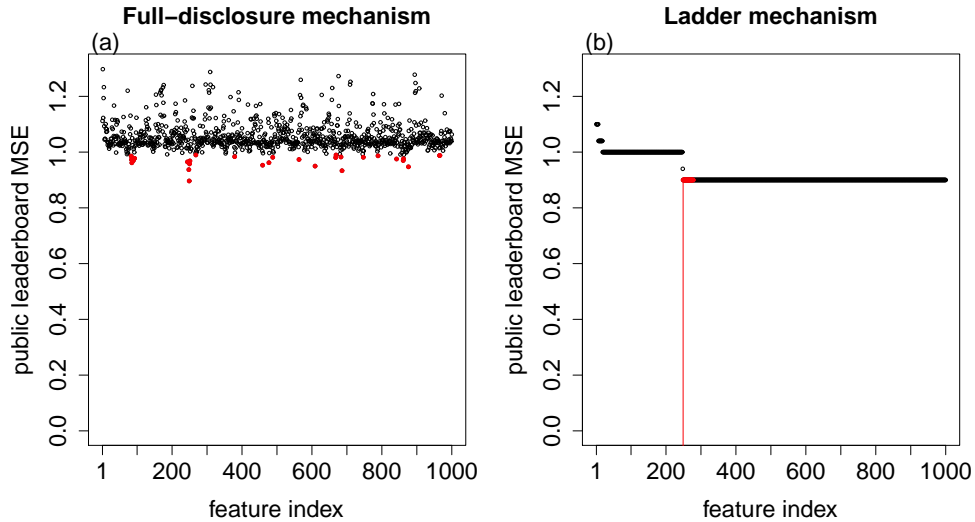 Full−disclosure mechanism
(a)
public leaderboard MSE
0.0 0.2 0.4 0.6 0.8 1.0 1.2
1 200 400 600 800 1000
feature index
Ladder mechanism
(b)
public leaderboard MSE
0.0 0.2 0.4 0.6 0.8 1.0 1.2
1 200 400 600 800 1000
feature index